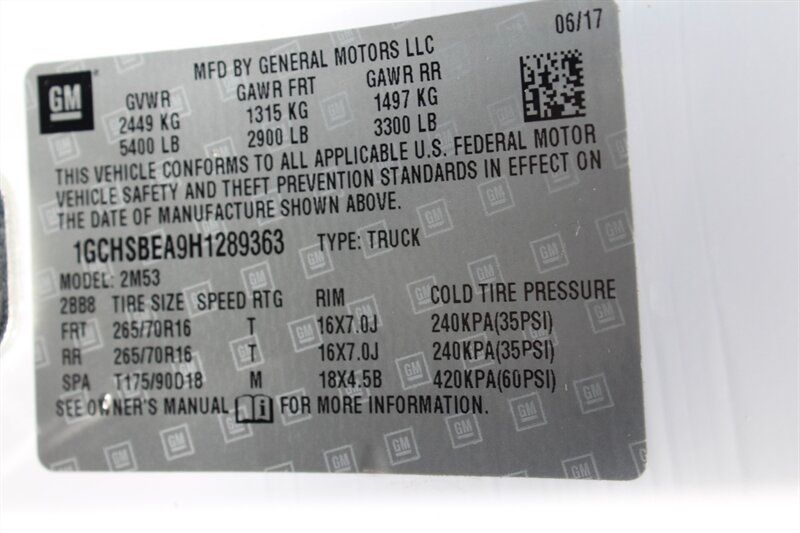 06/17
MFD BY GENERAL MOTORS LLC
GM
GVWR GAWR FRT GAWR RR
2449 KG 1315 KG 1497 KG
5400 LB 2900 LB 3300 LB
THIS VEHICLE CONFORMS TO ALL APPLICABLE U.S. FEDERAL MOTOR
VEHICLE SAFETY AND THEFT PREVENTION STANDARDS IN EFFECT ON
THE DATE OF MANUFACTURE SHOWN ABOVE.
1GCHSBEA9H1289363 TYPE: TRUCK
MODEL: 2M53
2BB8 TIRE SIZE SPEED RTG RIM COLD TIRE PRESSURE
FRT 265/70R16 T 16X7.0J 240KPA(35PSI)
RR 265/70R16 T 16X7.0J 240KPA(35PSI)
SPA T175/90D18 M 18X4.5B 420KPA(60PSI)
SEE OWNER'S MANUAL FOR MORE INFORMATION.